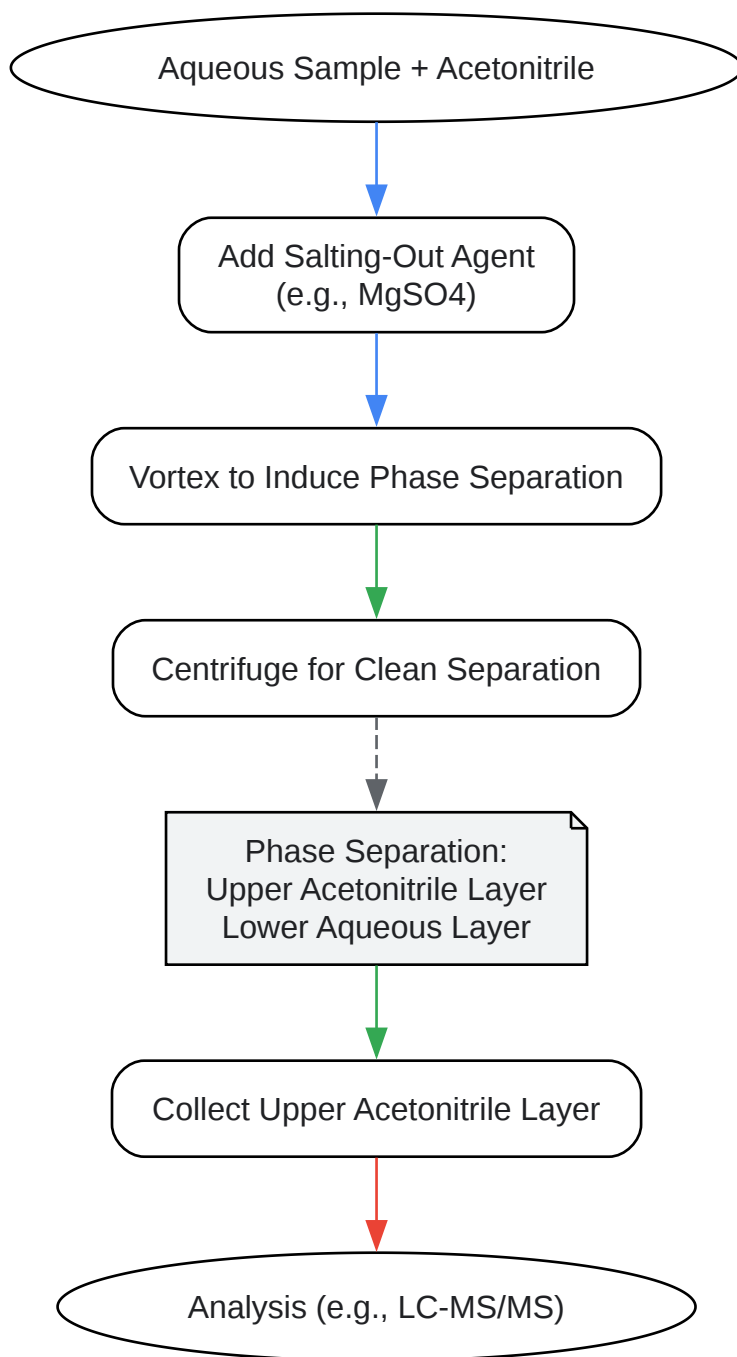 Aqueous Sample + Acetonitrile
Add Salting-Out Agent
(e.g., MgSO4)
Vortex to Induce Phase Separation
Centrifuge for Clean Separation
Phase Separation:
Upper Acetonitrile Layer
Lower Aqueous Layer
Collect Upper Acetonitrile Layer
Analysis (e.g., LC-MS/MS)